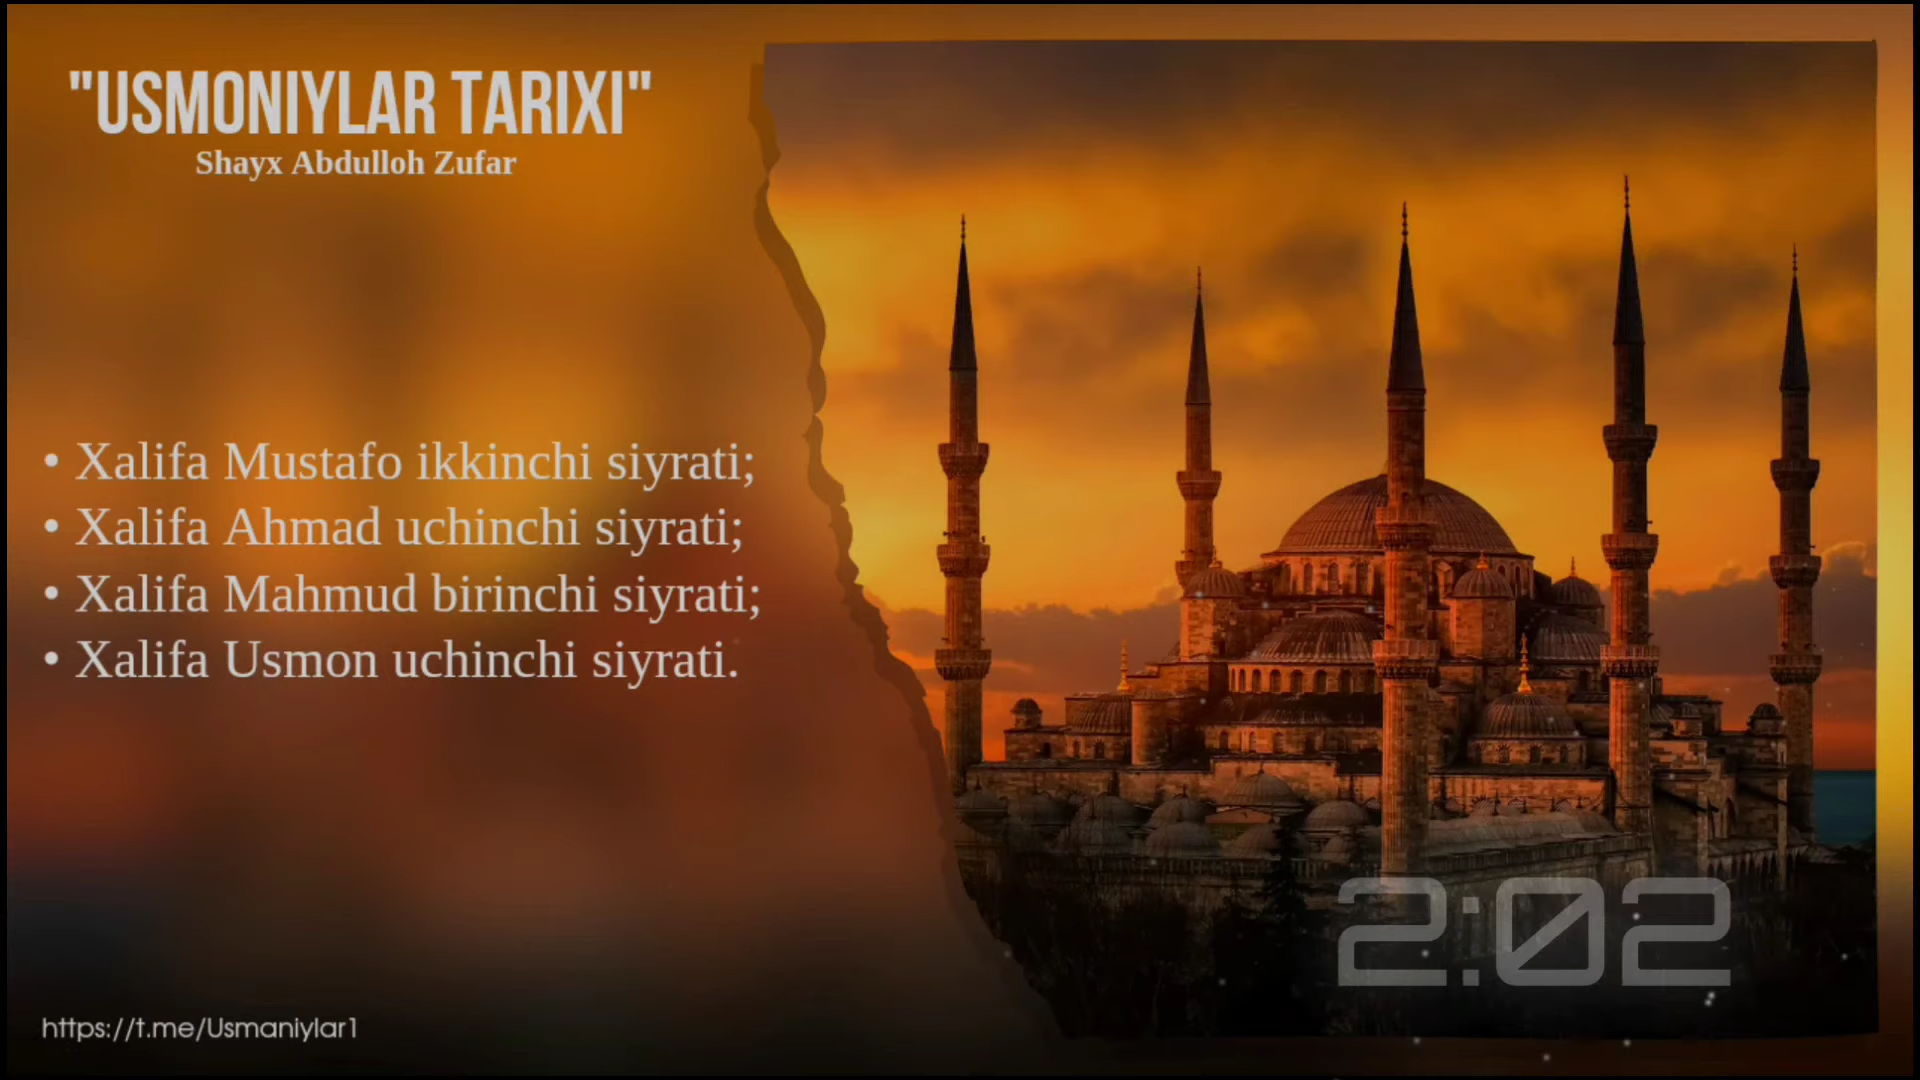 "USMONIYLAR TARIXI"
Shayx Abdulloh Zufar
• Xalifa Mustafo ikkinchi siyrati;
• Xalifa Ahmad uchinchi siyrati;
• Xalifa Mahmud birinchi siyrati;
• Xalifa Usmon uchinchi siyrati.
2:02
https://t.me/Usmaniylar1